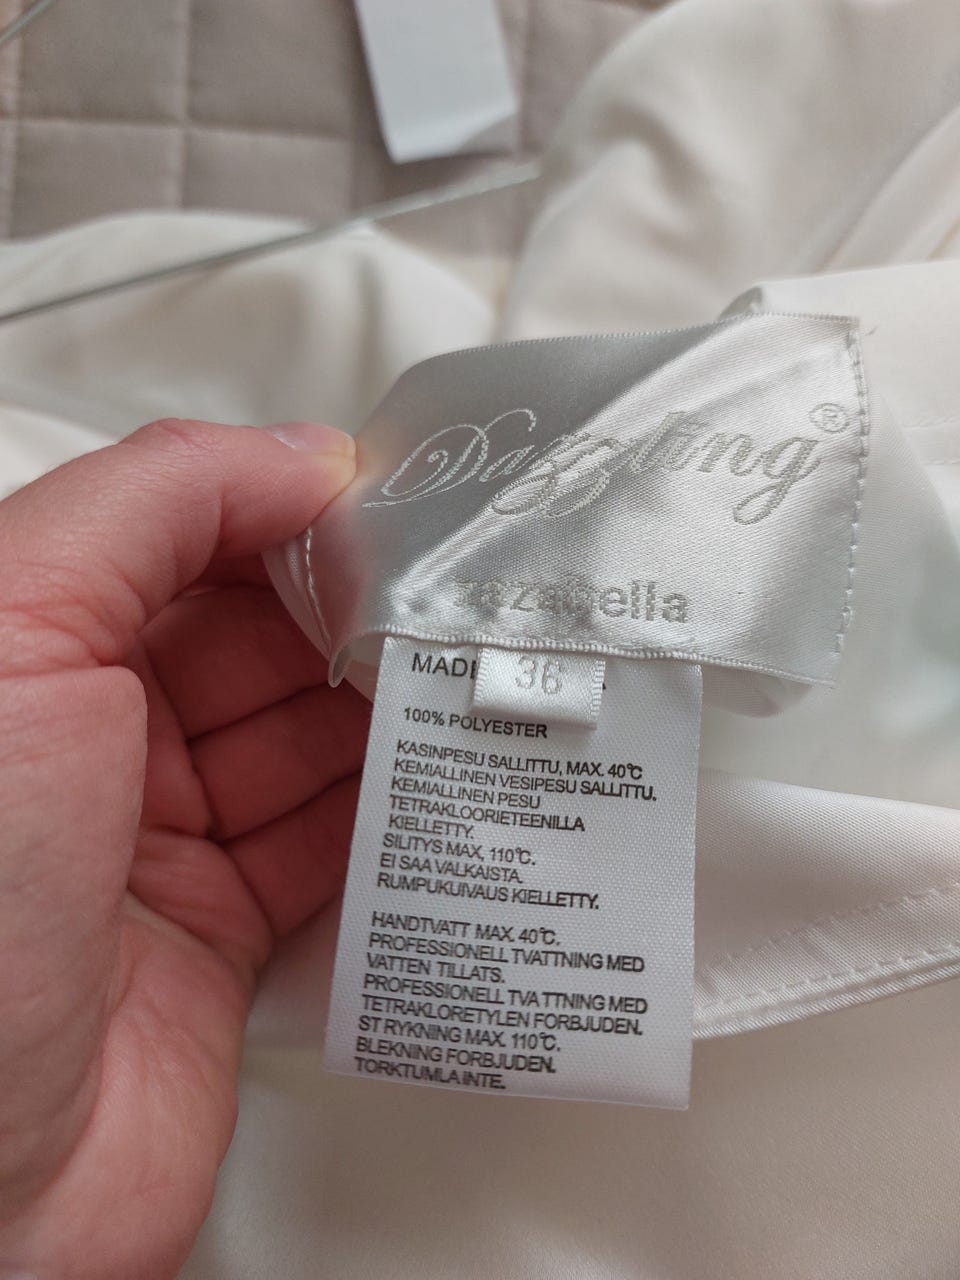 Dazzling®
zazabella
36
MADE
100% POLYESTER
KASINPESU SALLITTU, MAX. 40°C
KEMIALLINEN VESIPESU SALLITTU.
KEMIALLINEN PESU
TETRAKLOORIETEENILLA
KIELLETTY.
SILITYS MAX, 110°C.
EI SAA VALKAISTA.
RUMPUKUIVAUS KIELLETTY.
HANDTVATT MAX. 40°C.
PROFESSIONELL TVATTNING MED
VATTEN TILLATS.
PROFESSIONELL TVA TTNING MED
TETRAKLORETYLEN FORBJUDEN.
ST RYKNING MAX. 110°C.
BLEKNING FORBJUDEN.
TORKTUMLA INTE.